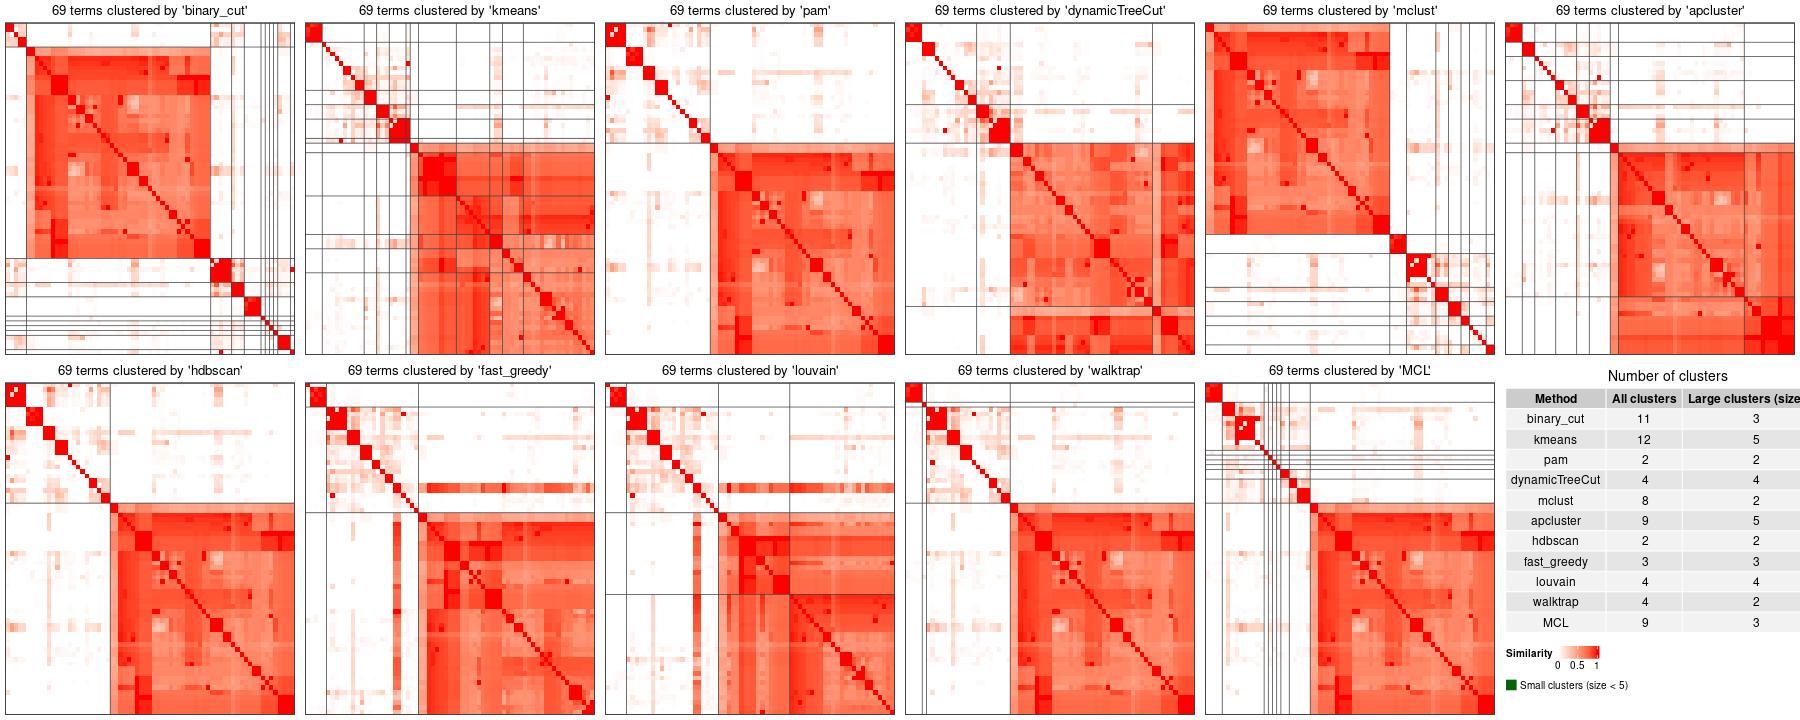 69 terms clustered by 'binary_cut'
69 terms clustered by 'kmeans'
69 terms clustered by 'pam'
69 terms clustered by 'dynamicTreeCut'
69 terms clustered by 'mclust'
69 terms clustered by 'apcluster'
69 terms clustered by 'hdbscan'
69 terms clustered by 'fast_greedy'
69 terms clustered by 'louvain'
69 terms clustered by 'walktrap'
69 terms clustered by 'MCL'
Number of clusters
Method All clusters Large clusters (size
binary_cut 11 3
kmeans 12 5
pam 2 2
dynamicTreeCut 4 4
mclust 8 2
apcluster 9 5
hdbscan 2 2
fast_greedy 3 3
louvain 4 4
walktrap 4 2
MCL 9 3
Similarity
0 0.5 1
Small clusters (size < 5)